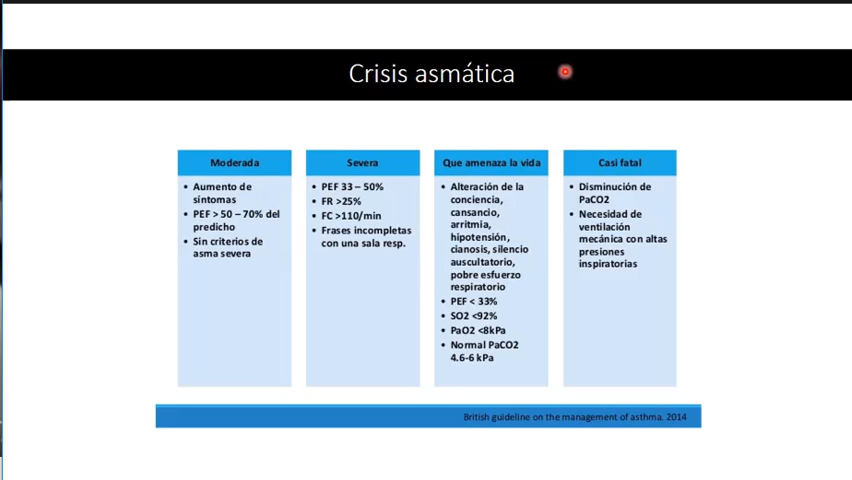 Crisis asmática
Moderada
• Aumento de
síntomas
• PEF > 50 – 70% del
predicho
• Sin criterios de
asma severa
Severa
• PEF 33 – 50%
• FR >25%
• FC >110/min
• Frases incompletas
con una sala resp.
Que amenaza la vida
• Alteración de la
conciencia,
cansancio,
arritmia,
hipotensión,
cianosis, silencio
auscultatorio,
pobre esfuerzo
respiratorio
• PEF < 33%
• SO2 <92%
• PaO2 <8kPa
• Normal PaCO2
4.6-6 kPa
Casi fatal
• Disminución de
PaCO2
• Necesidad de
ventilación
mecánica con altas
presiones
inspiratorias
British guideline on the management of asthma. 2014